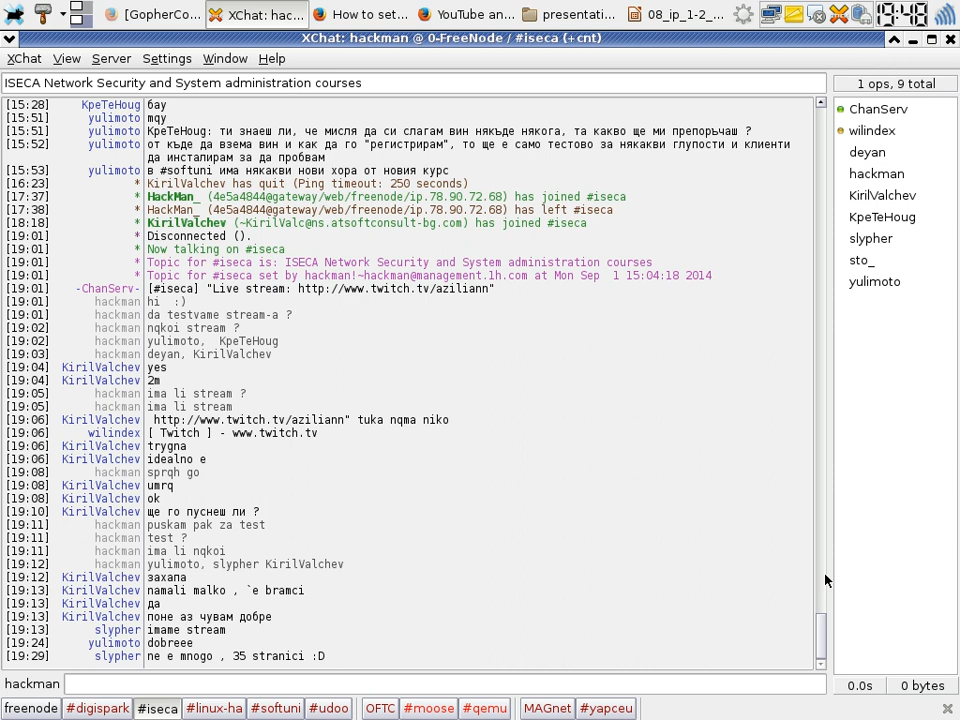 [GopherCo...
XChat: hac...
How to set...
YouTube an...
presentati...
08_ip_1-2_...
19:48
XChat: hackman @ 0-FreeNode / #iseca (+cnt)
XChat View Server Settings Window Help
ISECA Network Security and System administration courses
1 ops, 9 total
[15:28] KpeTeHoug бау
[15:51] yulimoto mqy
[15:51] yulimoto KpeTeHoug: ти знаеш ли, че мисля да си слагам вин някъде някога, та какво ще ми препоръчаш ?
[15:52] yulimoto от къде да взема вин и как да го "регистрирам", то ще е само тестово за някакви глупости и клиенти
да инсталирам за да пробвам
[15:53] yulimoto в #softuni има някакви нови хора от новия курс
[16:23] * KirilValchev has quit (Ping timeout: 250 seconds)
[17:37] * HackMan_ (4e5a4844@gateway/web/freenode/ip.78.90.72.68) has joined #iseca
[17:38] * HackMan_ (4e5a4844@gateway/web/freenode/ip.78.90.72.68) has left #iseca
[18:18] * KirilValchev (~KirilValc@ns.atsoftconsult-bg.com) has joined #iseca
[19:01] * Disconnected ().
[19:01] * Now talking on #iseca
[19:01] * Topic for #iseca is: ISECA Network Security and System administration courses
[19:01] * Topic for #iseca set by hackman!~hackman@management.1h.com at Mon Sep 1 15:04:18 2014
[19:01] -ChanServ- [#iseca] "Live stream: http://www.twitch.tv/aziliann"
[19:01] hackman hi :)
[19:01] hackman da testvame stream-a ?
[19:02] hackman nqkoi stream ?
[19:02] hackman yulimoto, KpeTeHoug
[19:03] hackman deyan, KirilValchev
[19:04] KirilValchev yes
[19:04] KirilValchev 2m
[19:05] hackman ima li stream ?
[19:05] hackman ima li stream
[19:06] KirilValchev http://www.twitch.tv/aziliann" tuka nqma niko
[19:06] wilindex [ Twitch ] - www.twitch.tv
[19:06] KirilValchev trygna
[19:06] KirilValchev idealno e
[19:08] hackman sprqh go
[19:08] KirilValchev umrq
[19:08] KirilValchev ok
[19:10] KirilValchev ще го пуснеш ли ?
[19:11] hackman puskam pak za test
[19:11] hackman test ?
[19:11] hackman ima li nqkoi
[19:12] hackman yulimoto, slypher KirilValchev
[19:12] KirilValchev захапа
[19:13] KirilValchev namali malko , `e bramci
[19:13] KirilValchev да
[19:13] KirilValchev поне аз чувам добре
[19:13] slypher imame stream
[19:24] yulimoto dobreee
[19:29] slypher ne e mnogo , 35 stranici :D
ChanServ
wilindex
deyan
hackman
KirilValchev
KpeTeHoug
slypher
sto_
yulimoto
hackman
0.0s 0 bytes
freenode #digispark #iseca #linux-ha #softuni #udoo OFTC #moose #qemu MAGnet #yapceu